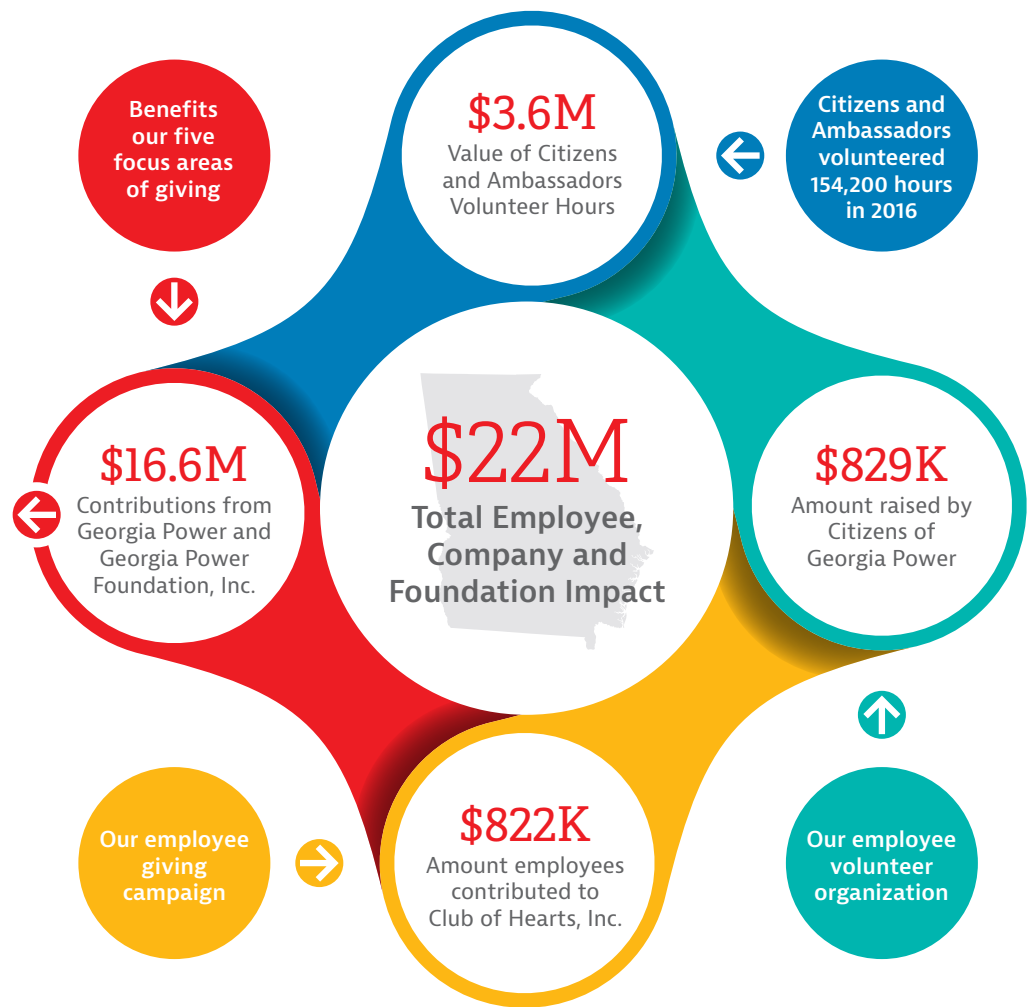 Benefits
our five
focus areas
of giving
$3.6M
Value of Citizens
and Ambassadors
Volunteer Hours
Citizens and
Ambassadors
volunteered
154,200 hours
in 2016
$16.6M
Contributions from
Georgia Power and
Georgia Power
Foundation, Inc.
$22M
Total Employee,
Company and
Foundation Impact
$829K
Amount raised by
Citizens of
Georgia Power
Our employee
giving
campaign
$822K
Amount employees
contributed to
Club of Hearts, Inc.
Our employee
volunteer
organization